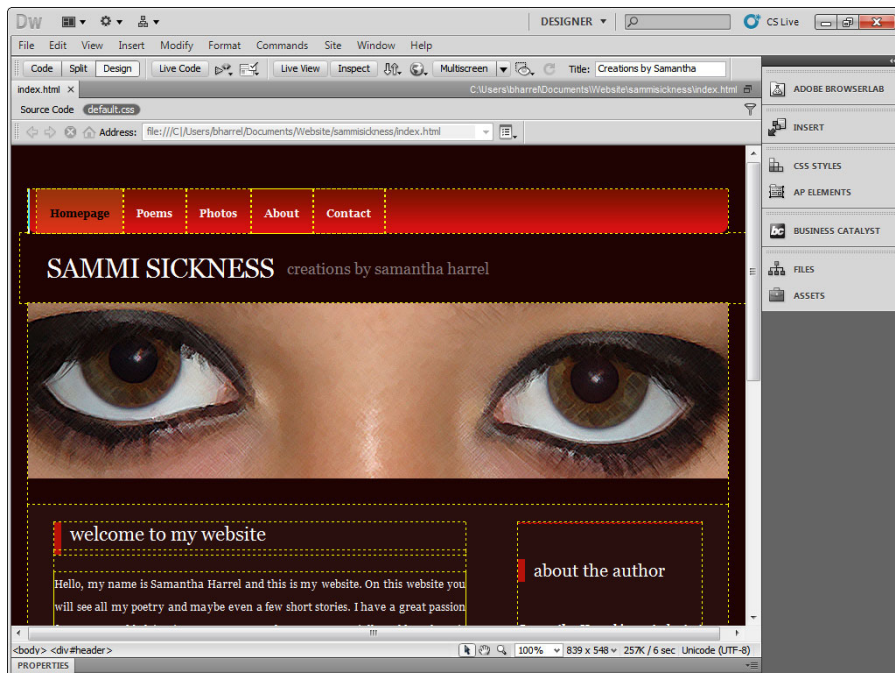 Dw DESIGNER CS Live
File Edit View Insert Modify Format Commands Site Window Help
Code Split Design Live Code Live View Inspect Multiscreen Title: Creations by Samantha
index.html × C:\Users\bharrel\Documents\Website\sammisickness\index.html
Source Code default.css
Address: file:///C|/Users/bharrel/Documents/Website/sammisickness/index.html
Homepage Poems Photos About Contact
SAMMI SICKNESS creations by samantha harrel
welcome to my website
about the author
Hello, my name is Samantha Harrel and this is my website. On this website you
will see all my poetry and maybe even a few short stories. I have a great passion
<body> <div#header> 100% 839 x 548 257K / 6 sec Unicode (UTF-8)
PROPERTIES
ADOBE BROWSERLAB
INSERT
CSS STYLES
AP ELEMENTS
bc BUSINESS CATALYST
FILES
ASSETS